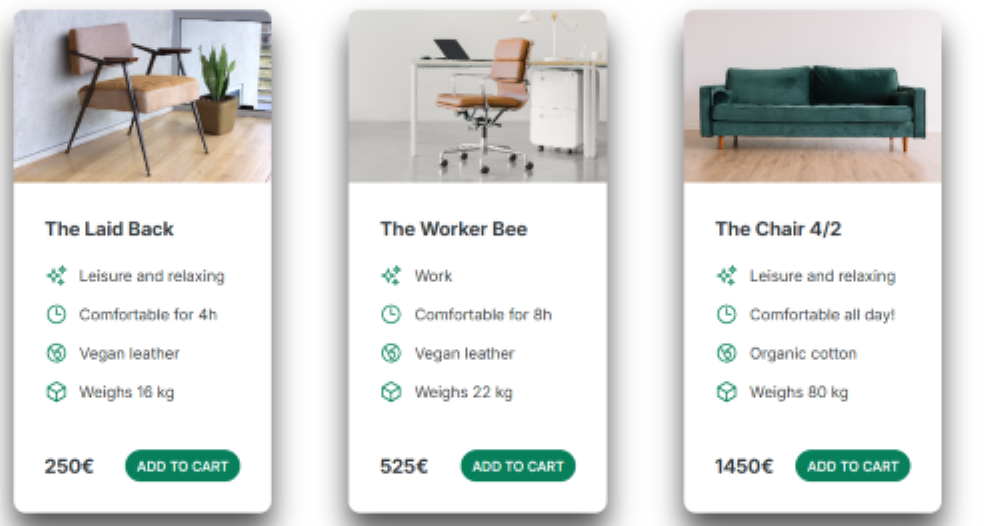 The Laid Back
Leisure and relaxing
Comfortable for 4h
Vegan leather
Weighs 16 kg
250€ ADD TO CART
The Worker Bee
Work
Comfortable for 8h
Vegan leather
Weighs 22 kg
525€ ADD TO CART
The Chair 4/2
Leisure and relaxing
Comfortable all day!
Organic cotton
Weighs 80 kg
1450€ ADD TO CART